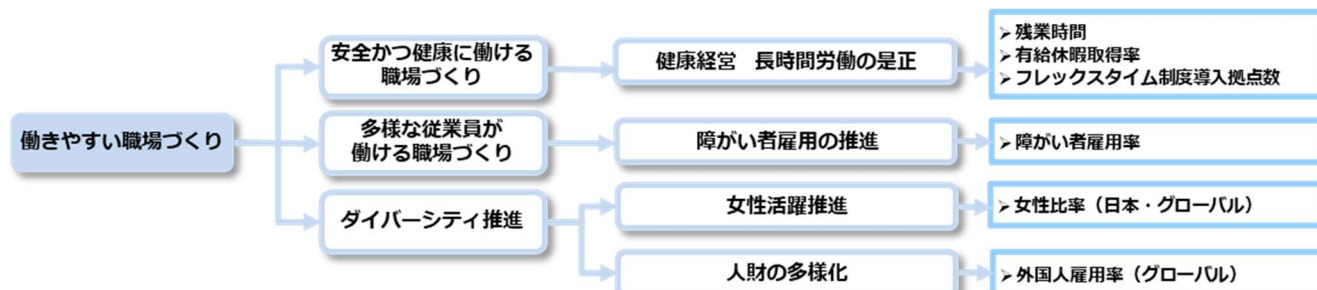 働きやすい職場づくり
安全かつ健康に働ける
職場づくり
健康経営　長時間労働の是正
➢ 残業時間
➢ 有給休暇取得率
➢ フレックスタイム制度導入拠点数
多様な従業員が
働ける職場づくり
障がい者雇用の推進
➢ 障がい者雇用率
ダイバーシティ推進
女性活躍推進
➢ 女性比率（日本・グローバル）
人財の多様化
➢ 外国人雇用率（グローバル）